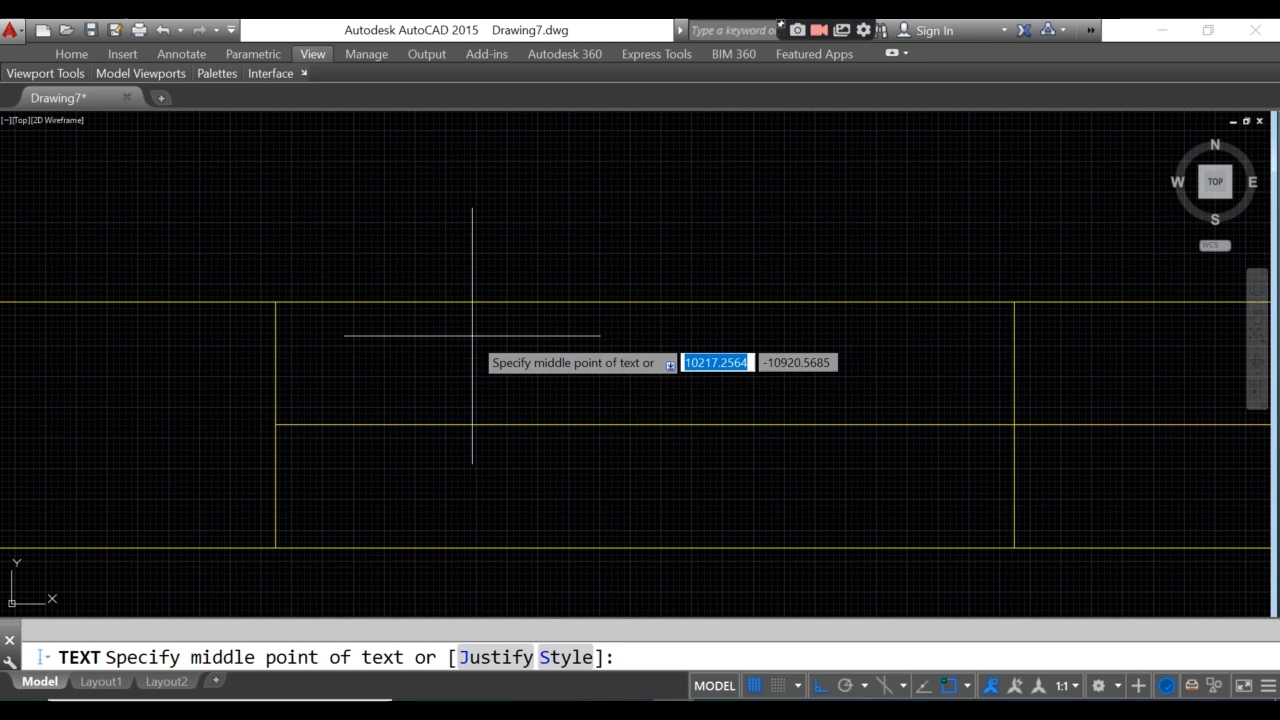 Autodesk AutoCAD 2015 Drawing7.dwg
Type a keyword o
Sign In
Home Insert Annotate Parametric View Manage Output Add-ins Autodesk 360 Express Tools BIM 360 Featured Apps
Viewport Tools Model Viewports Palettes Interface
Drawing7*
[−][Top][2D Wireframe]
N
W TOP E
S
WCS
Specify middle point of text or 10217.2564 -10920.5685
Y
X
TEXT Specify middle point of text or [Justify Style]:
Model Layout1 Layout2 +
MODEL 1:1